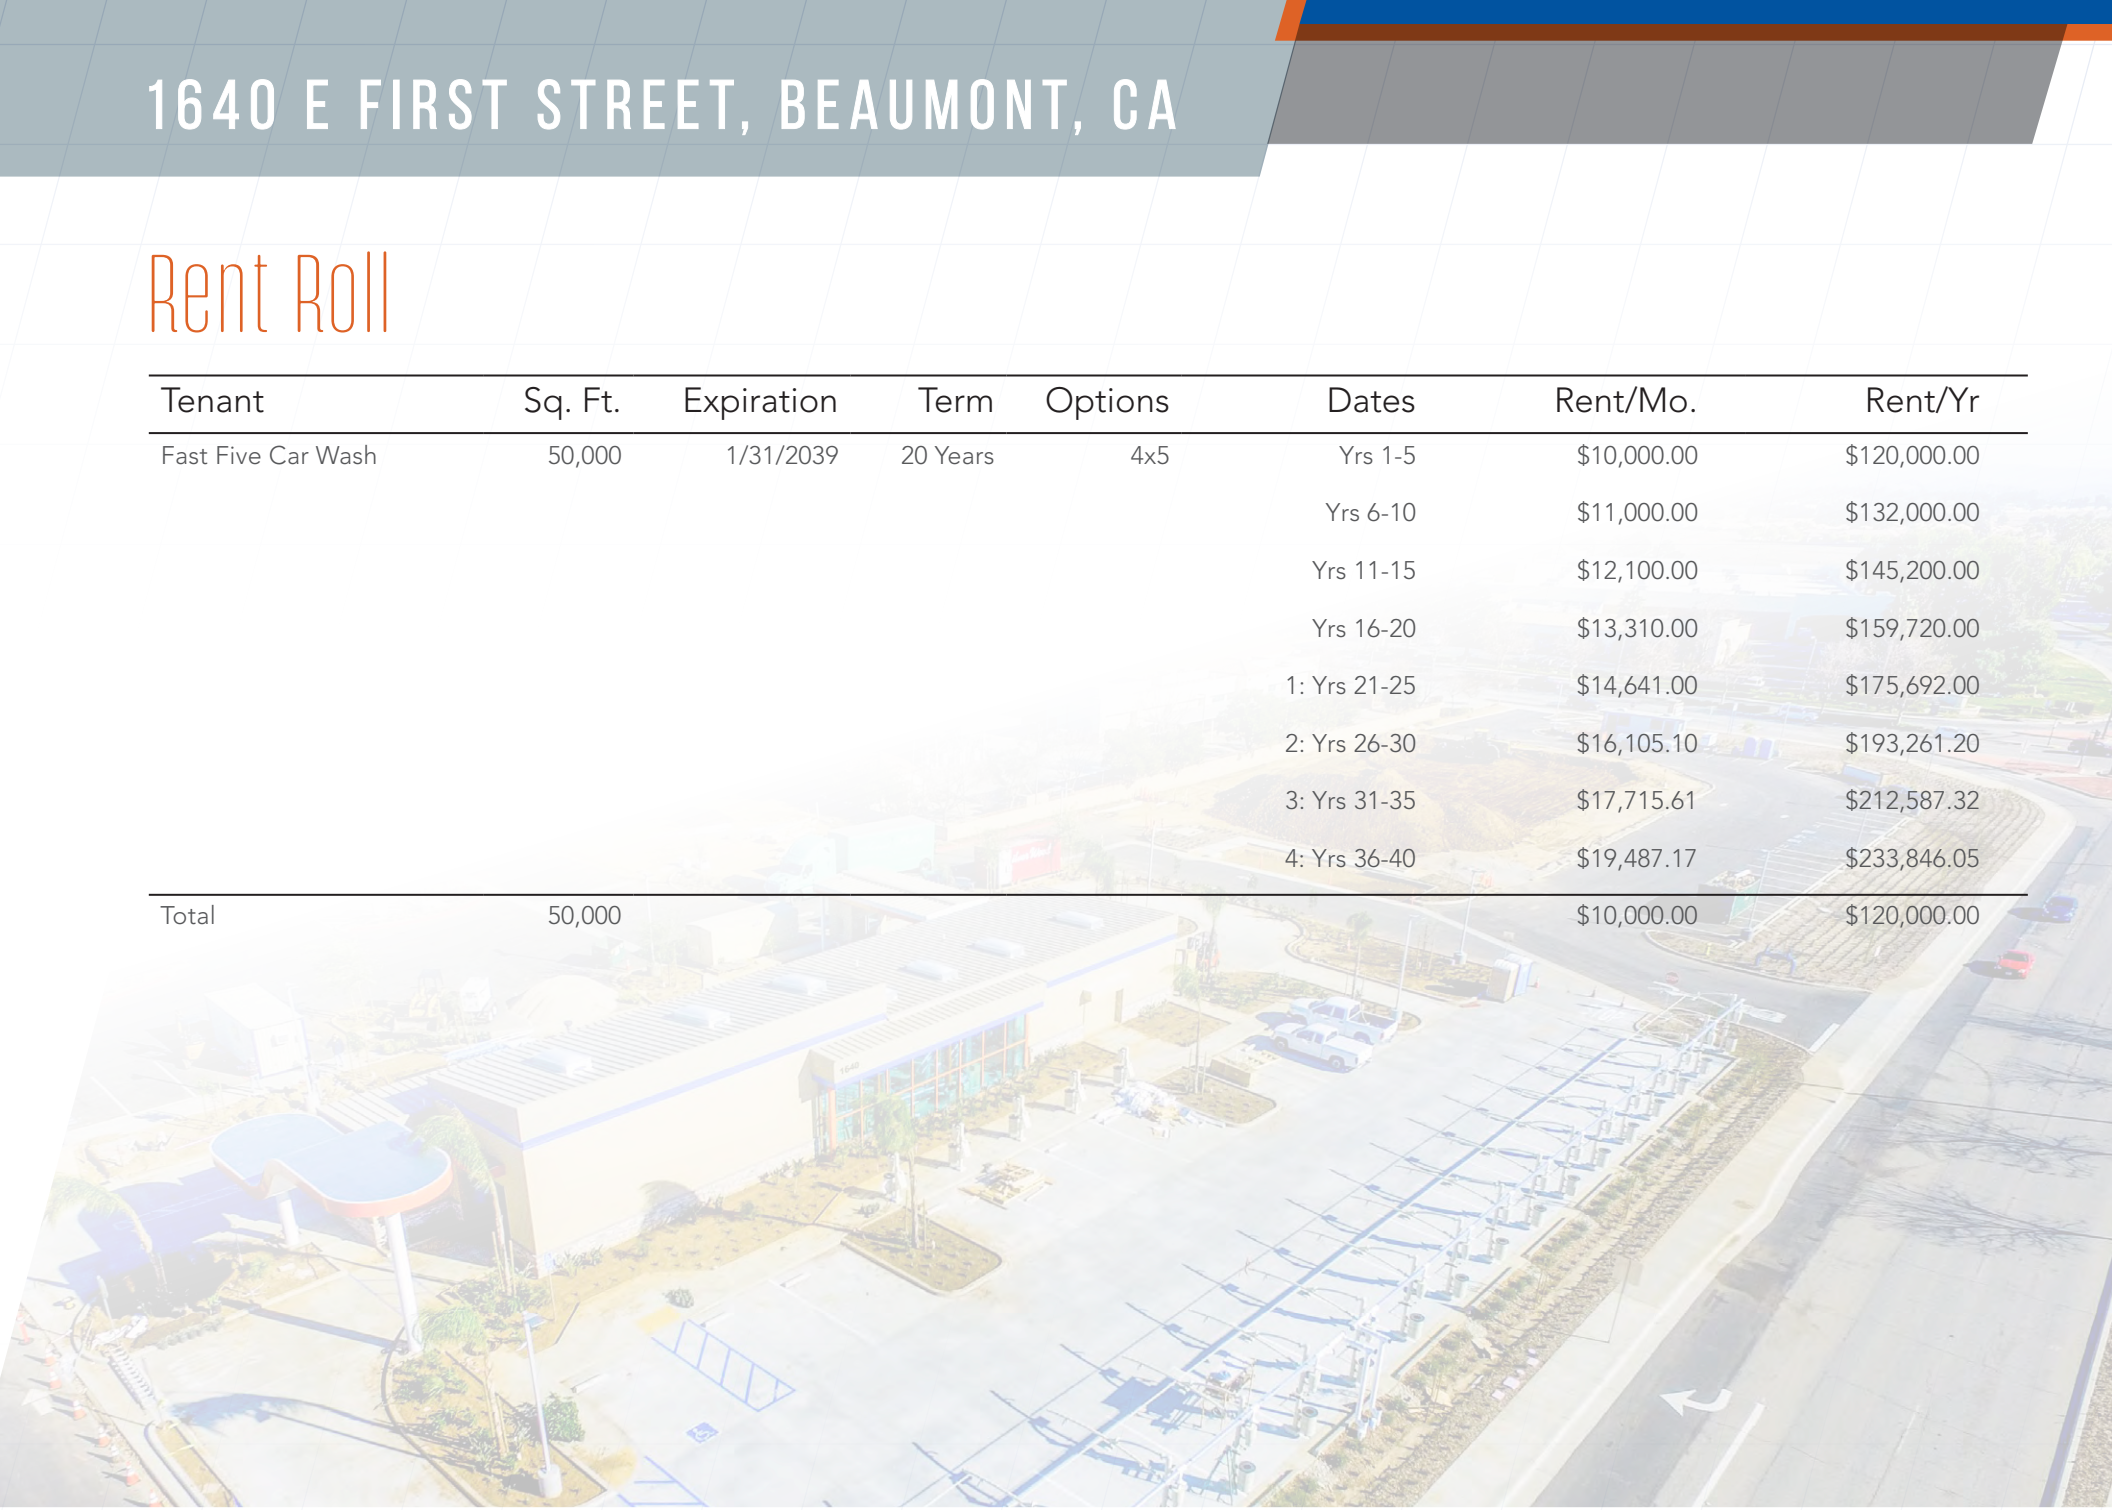 1640 E FIRST STREET, BEAUMONT, CA
Rent Roll
Tenant Sq. Ft. Expiration Term Options Dates Rent/Mo. Rent/Yr
Fast Five Car Wash 50,000 1/31/2039 20 Years 4x5 Yrs 1-5 $10,000.00 $120,000.00
Yrs 6-10 $11,000.00 $132,000.00
Yrs 11-15 $12,100.00 $145,200.00
Yrs 16-20 $13,310.00 $159,720.00
1: Yrs 21-25 $14,641.00 $175,692.00
2: Yrs 26-30 $16,105.10 $193,261.20
3: Yrs 31-35 $17,715.61 $212,587.32
4: Yrs 36-40 $19,487.17 $233,846.05
Total 50,000 $10,000.00 $120,000.00
1640